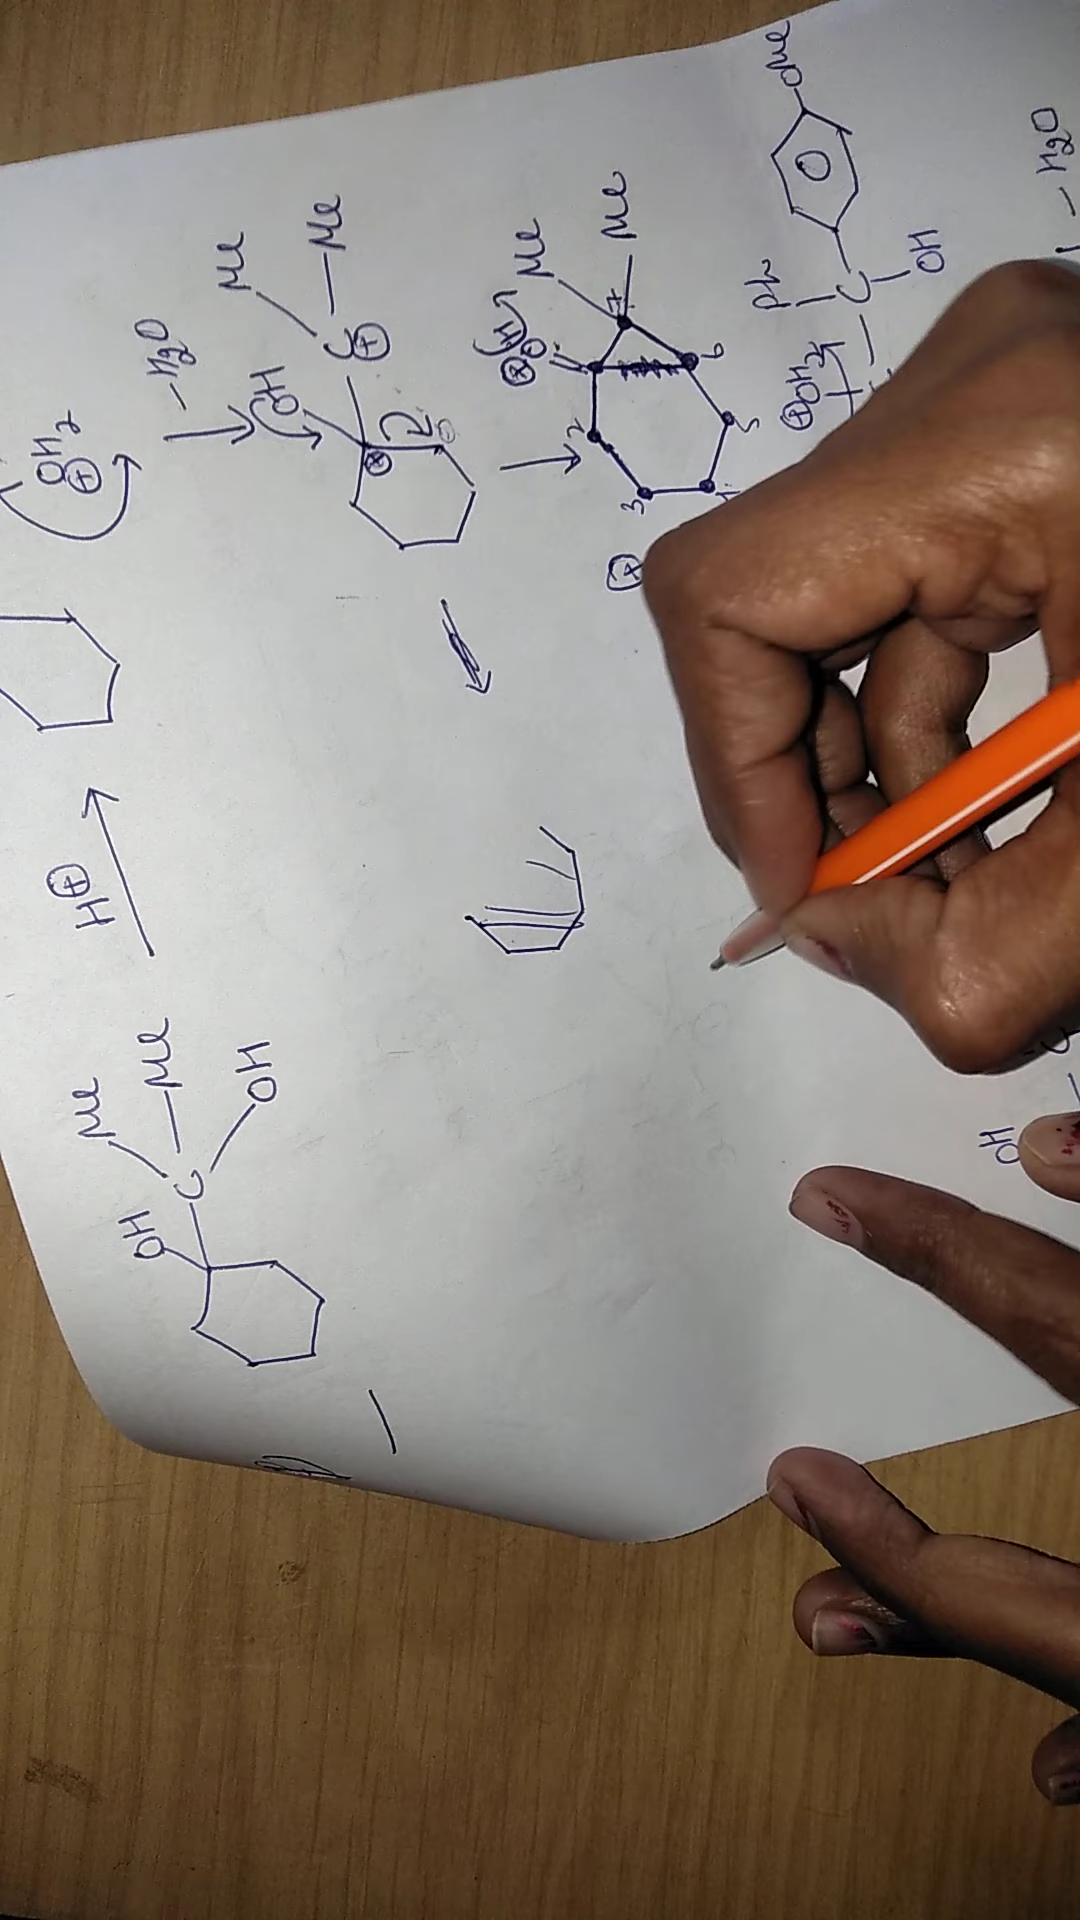 OH Me
C — Me
OH
H⊕
⊕
OH2
- H2O
OH Me
C — Me
⊕
⊕ O H Me
Me
1 2 3 5 6 7
⊕
Ph
C
OH
OMe
⊕OH2
- H2O
OH
C